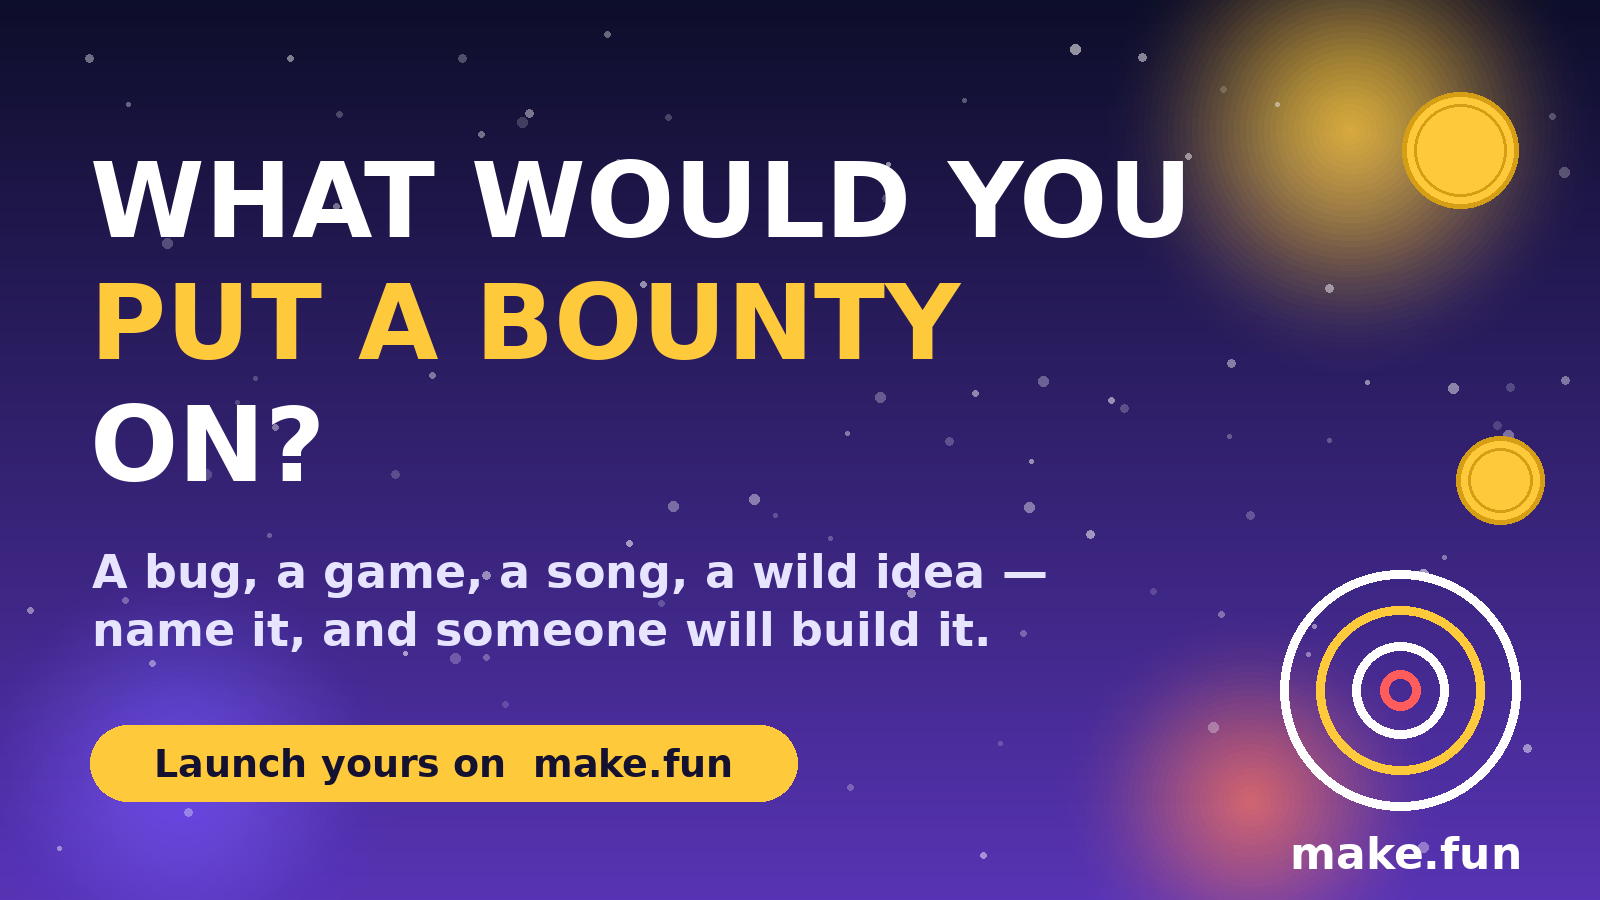 WHAT WOULD YOU
PUT A BOUNTY
ON?
A bug, a game, a song, a wild idea —
name it, and someone will build it.
Launch yours on make.fun
make.fun